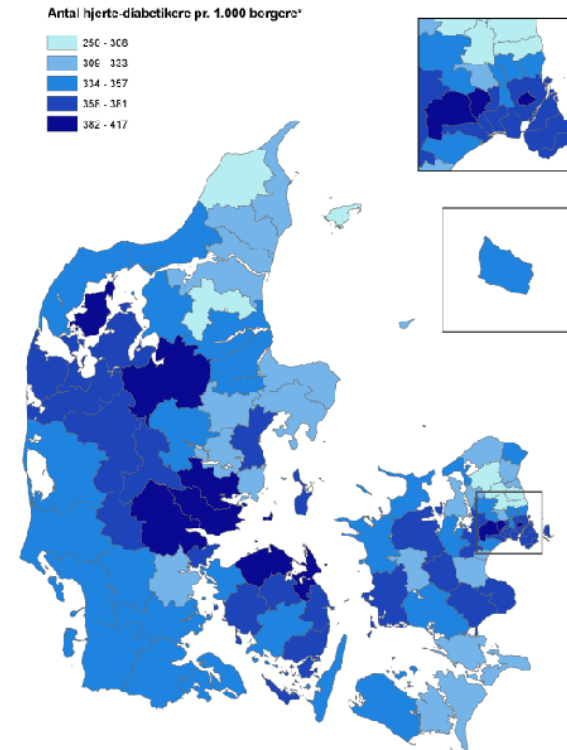 Antal hjerte-diabetikere pr. 1.000 borgere*
250 - 308
309 - 333
334 - 357
358 - 381
382 - 417